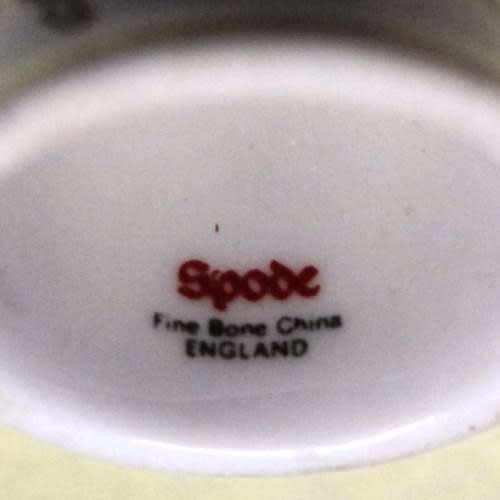 Spode
Fine Bone China
ENGLAND